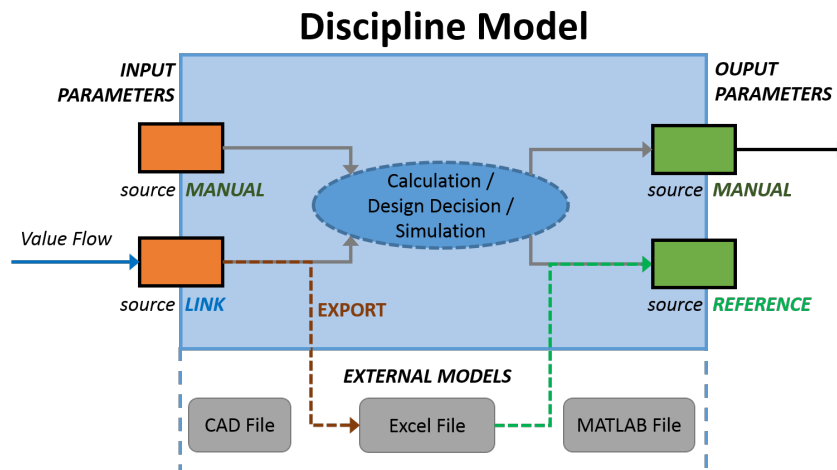 Discipline Model
INPUT
PARAMETERS
OUPUT
PARAMETERS
source MANUAL
Calculation /
Design Decision /
Simulation
source MANUAL
Value Flow
source LINK
EXPORT
source REFERENCE
EXTERNAL MODELS
CAD File
Excel File
MATLAB File